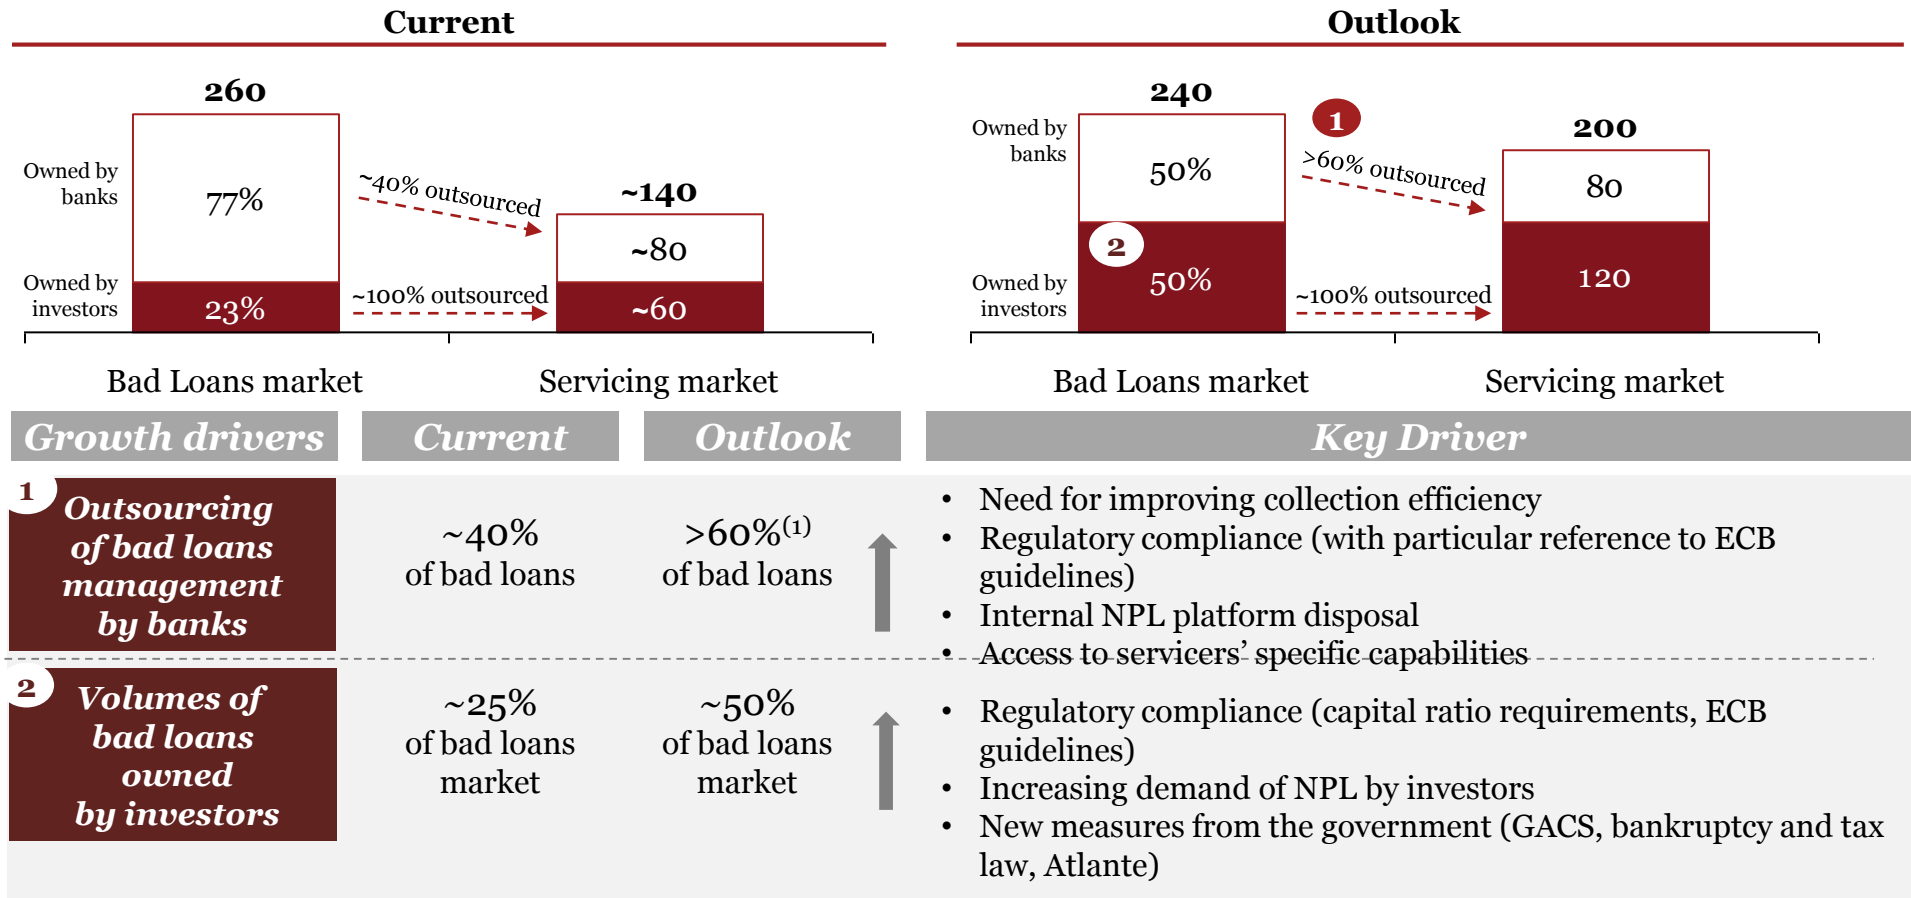 Current
260
Owned by
banks
77%
Owned by
investors
23%
~40% outsourced
~100% outsourced
~140
~80
~60
Bad Loans market
Servicing market
Outlook
240
Owned by
banks
50%
Owned by
investors
2
50%
1
>60% outsourced
~100% outsourced
200
80
120
Bad Loans market
Servicing market
Growth drivers
Current
Outlook
Key Driver
1
Outsourcing
of bad loans
management
by banks
~40%
of bad loans
>60%(1)
of bad loans
• Need for improving collection efficiency
• Regulatory compliance (with particular reference to ECB
guidelines)
• Internal NPL platform disposal
• Access to servicers’ specific capabilities
2
Volumes of
bad loans
owned
by investors
~25%
of bad loans
market
~50%
of bad loans
market
• Regulatory compliance (capital ratio requirements, ECB
guidelines)
• Increasing demand of NPL by investors
• New measures from the government (GACS, bankruptcy and tax
law, Atlante)